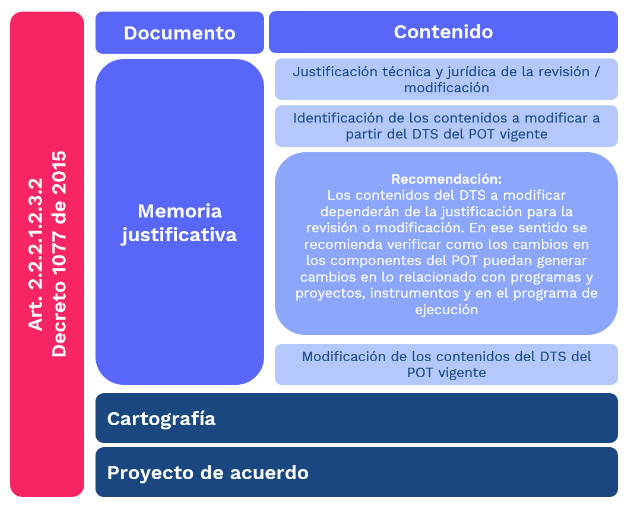 Art. 2.2.2.1.2.3.2
Decreto 1077 de 2015
Documento
Contenido
Memoria
justificativa
Justificación técnica y jurídica de la revisión /
modificación
Identificación de los contenidos a modificar a
partir del DTS del POT vigente
Recomendación:
Los contenidos del DTS a modificar
dependerán de la justificación para la
revisión o modificación. En ese sentido se
recomienda verificar como los cambios en
los componentes del POT puedan generar
cambios en lo relacionado con programas y
proyectos, instrumentos y en el programa de
ejecución
Modificación de los contenidos del DTS del
POT vigente
Cartografía
Proyecto de acuerdo